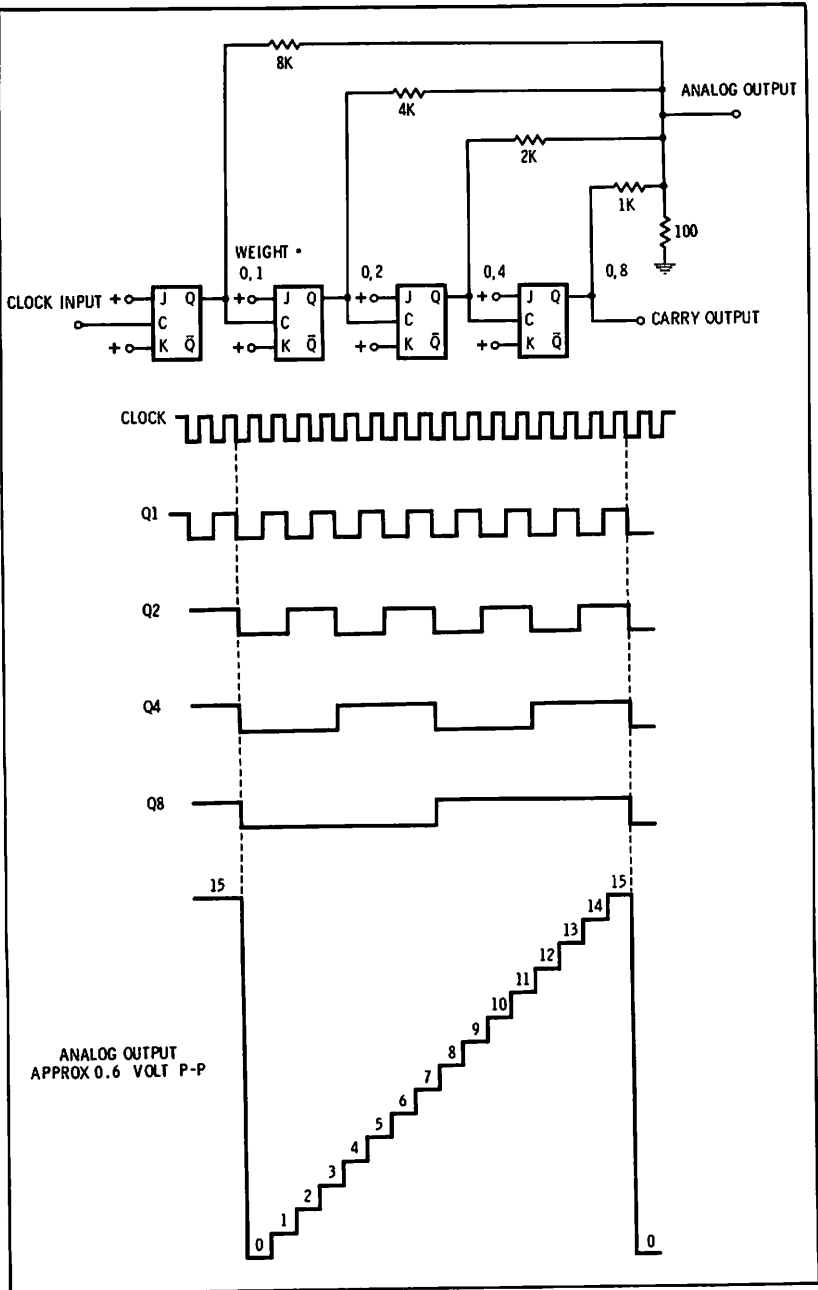 8K
ANALOG OUTPUT
4K
2K
1K
100
WEIGHT •
0,1 0,2 0,4 0,8
CLOCK INPUT
+ J Q + J Q + J Q + J Q
C C C C
CARRY OUTPUT
+ K Q̄ + K Q̄ + K Q̄ + K Q̄
CLOCK
Q1
Q2
Q4
Q8
15
15
14
13
12
11
10
9
8
7
6
5
4
3
2
1
0
0
ANALOG OUTPUT
APPROX 0.6 VOLT P-P